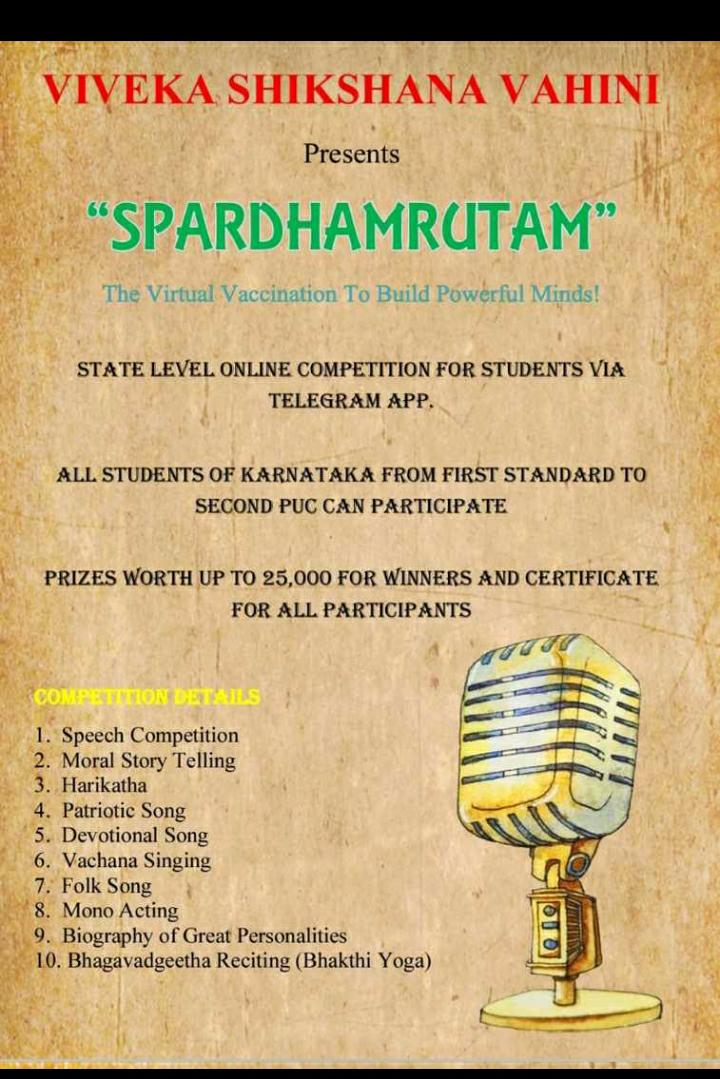 VIVEKA SHIKSHANA VAHINI
Presents
“SPARDHAMRUTAM”
The Virtual Vaccination To Build Powerful Minds!
STATE LEVEL ONLINE COMPETITION FOR STUDENTS VIA
TELEGRAM APP.
ALL STUDENTS OF KARNATAKA FROM FIRST STANDARD TO
SECOND PUC CAN PARTICIPATE
PRIZES WORTH UP TO 25,000 FOR WINNERS AND CERTIFICATE
FOR ALL PARTICIPANTS
COMPETITION DETAILS
1. Speech Competition
2. Moral Story Telling
3. Harikatha
4. Patriotic Song
5. Devotional Song
6. Vachana Singing
7. Folk Song
8. Mono Acting
9. Biography of Great Personalities
10. Bhagavadgeetha Reciting (Bhakthi Yoga)